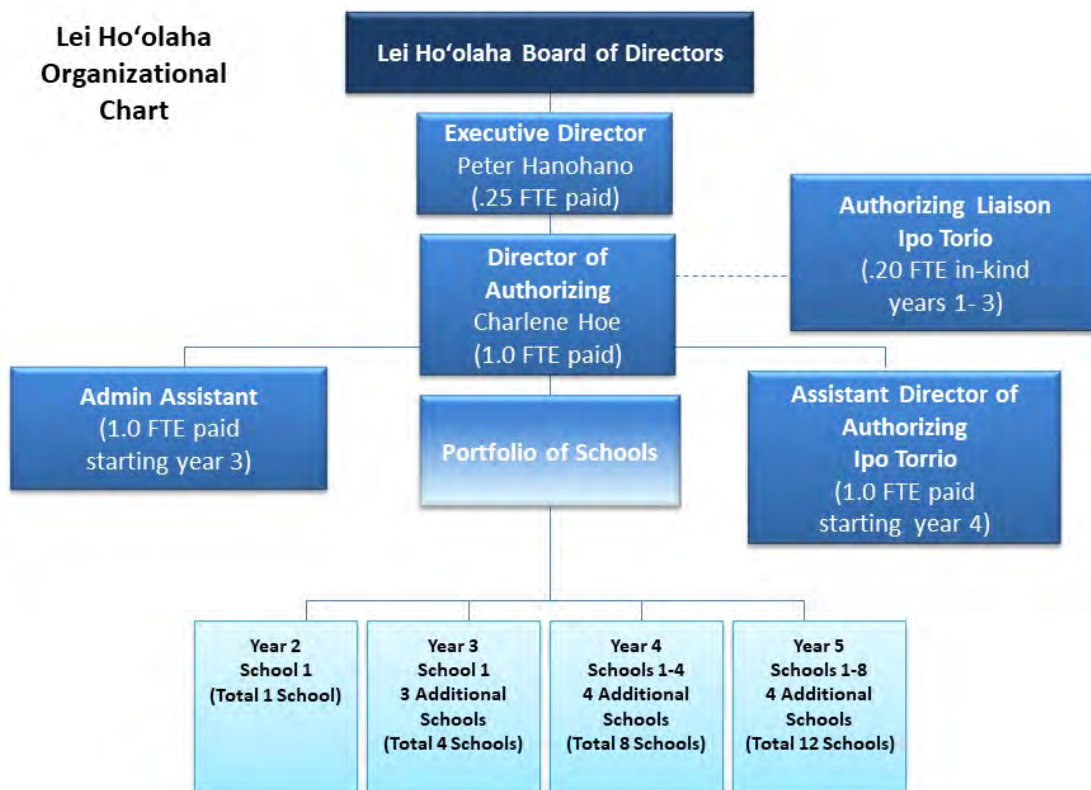 Lei Ho‘olaha
Organizational
Chart
Lei Ho‘olaha Board of Directors
Executive Director
Peter Hanohano
(.25 FTE paid)
Authorizing Liaison
Ipo Torio
(.20 FTE in-kind
years 1- 3)
Director of
Authorizing
Charlene Hoe
(1.0 FTE paid)
Admin Assistant
(1.0 FTE paid
starting year 3)
Portfolio of Schools
Assistant Director of
Authorizing
Ipo Torrio
(1.0 FTE paid
starting year 4)
Year 2
School 1
(Total 1 School)
Year 3
School 1
3 Additional
Schools
(Total 4 Schools)
Year 4
Schools 1-4
4 Additional
Schools
(Total 8 Schools)
Year 5
Schools 1-8
4 Additional
Schools
(Total 12 Schools)